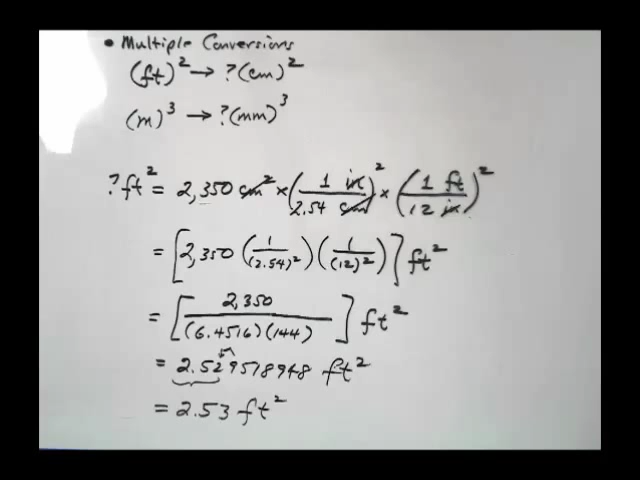 • Multiple Conversions
(ft)² → ?(cm)²
(m)³ → ?(mm)³
?ft² = 2,350 cm² × (1 in / 2.54 cm)² × (1 ft / 12 in)²
= [2,350 (1 / (2.54)²) (1 / (12)²)] ft²
= [2,350 / (6.4516)(144)] ft²
= 2.529578948 ft²
= 2.53 ft²